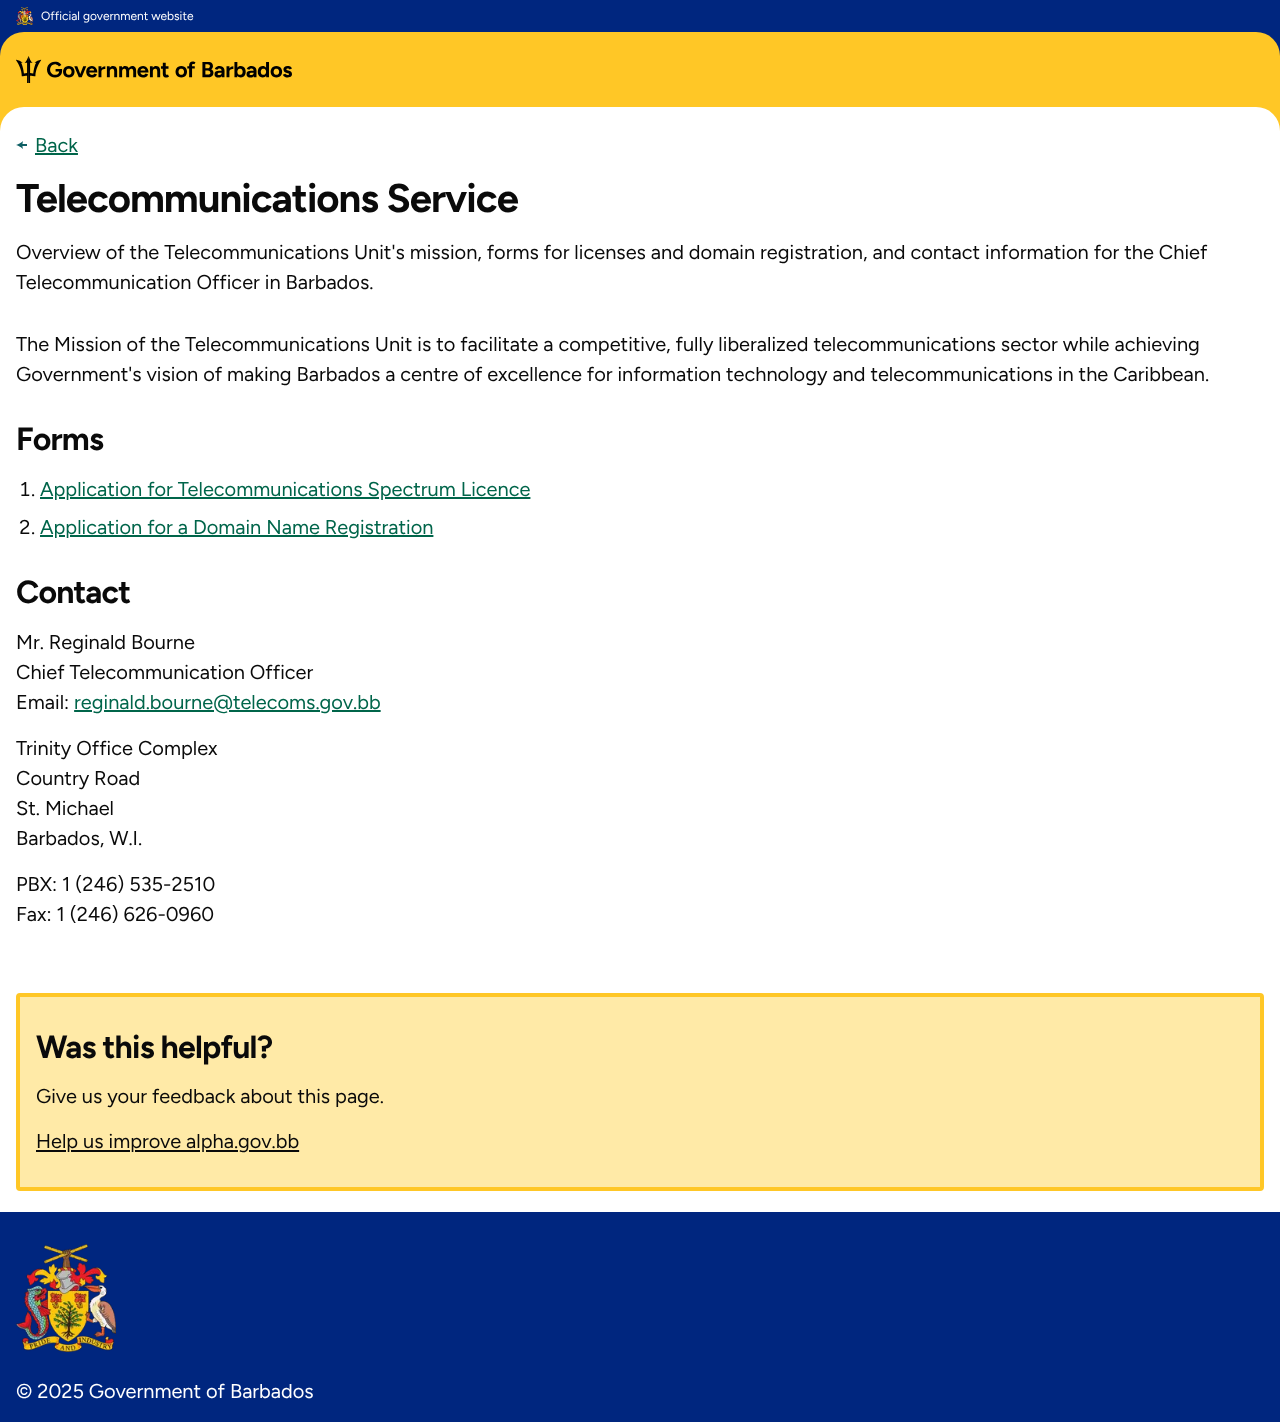 Official government website
Government of Barbados
Back
Telecommunications Service
Overview of the Telecommunications Unit's mission, forms for licenses and domain registration, and contact information for the Chief
Telecommunication Officer in Barbados.
The Mission of the Telecommunications Unit is to facilitate a competitive, fully liberalized telecommunications sector while achieving
Government's vision of making Barbados a centre of excellence for information technology and telecommunications in the Caribbean.
Forms
1. Application for Telecommunications Spectrum Licence
2. Application for a Domain Name Registration
Contact
Mr. Reginald Bourne
Chief Telecommunication Officer
Email: reginald.bourne@telecoms.gov.bb
Trinity Office Complex
Country Road
St. Michael
Barbados, W.I.
PBX: 1 (246) 535-2510
Fax: 1 (246) 626-0960
Was this helpful?
Give us your feedback about this page.
Help us improve alpha.gov.bb
PRIDE AND INDUSTRY
© 2025 Government of Barbados